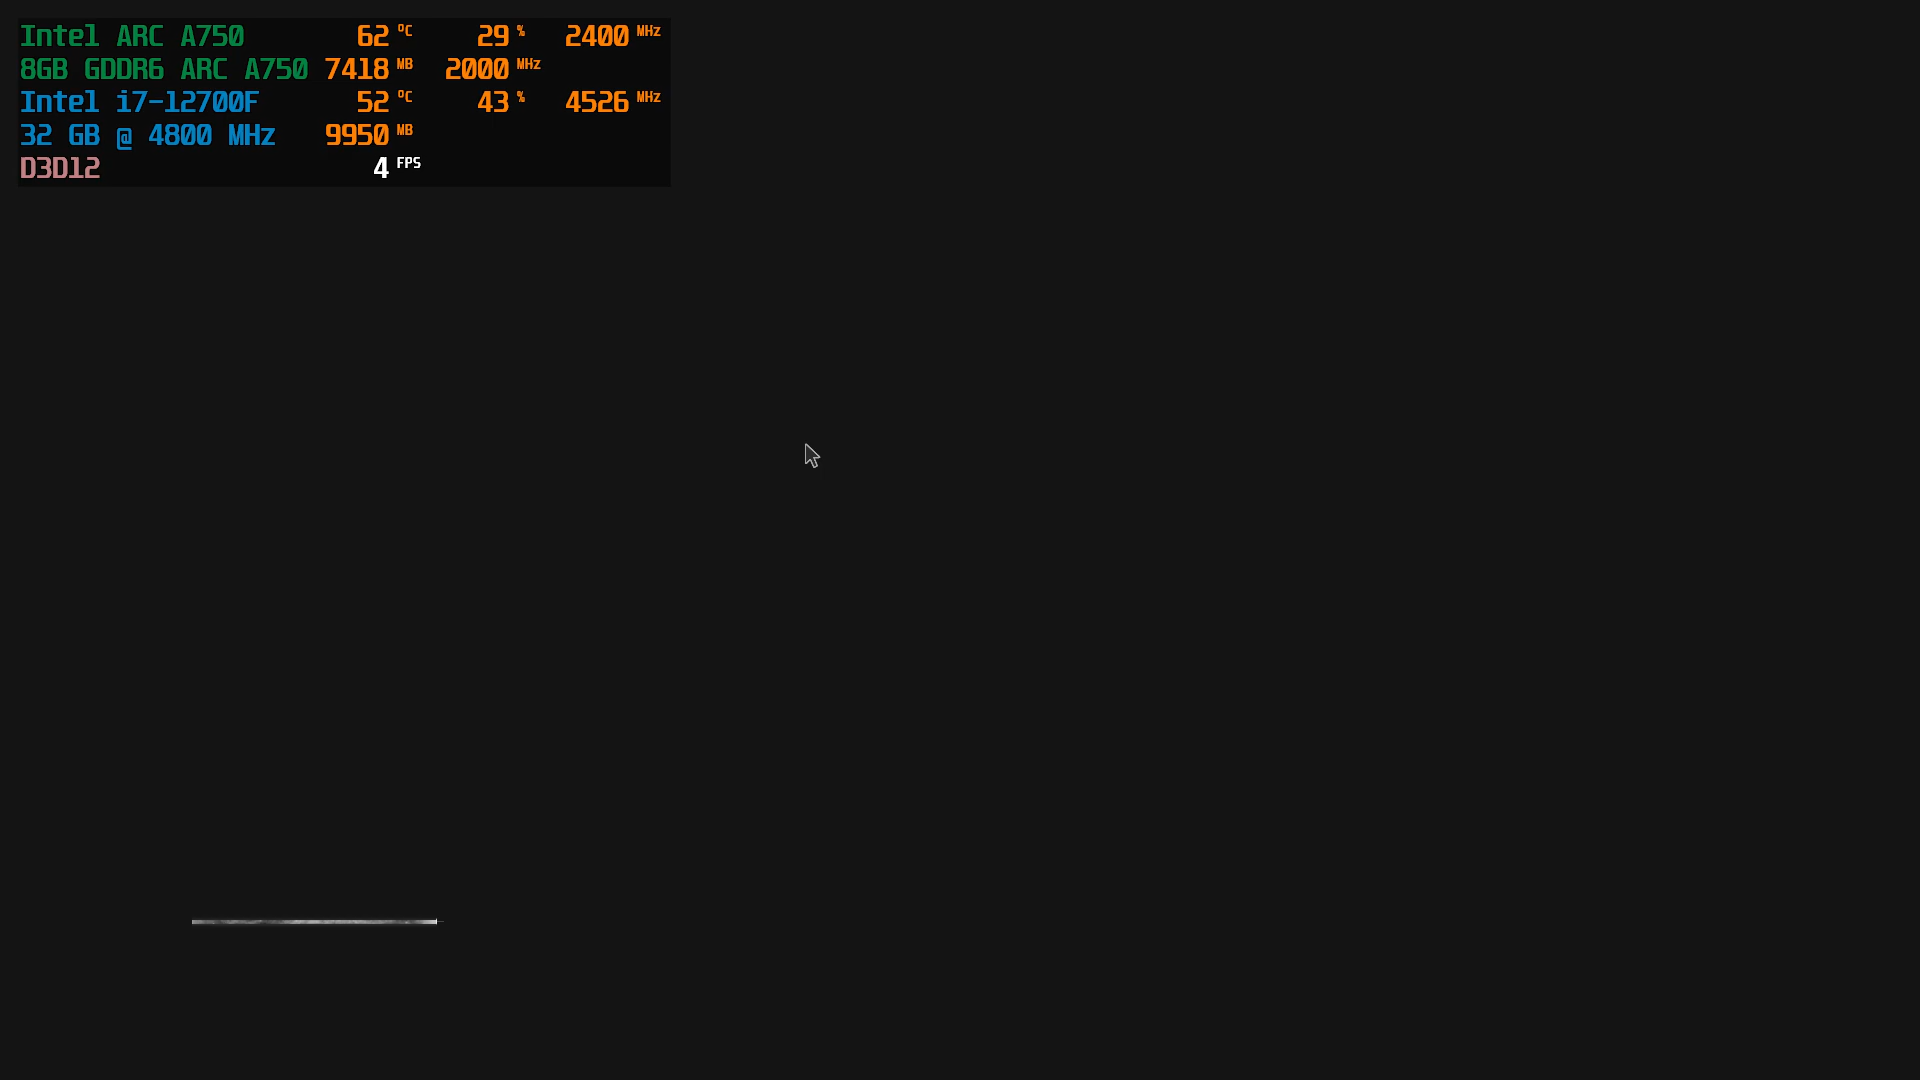 Intel ARC A750 62 °C 29 % 2400 MHz
8GB GDDR6 ARC A750 7418 MB 2000 MHz
Intel i7-12700F 52 °C 43 % 4526 MHz
32 GB @ 4800 MHz 9950 MB
D3D12 4 FPS